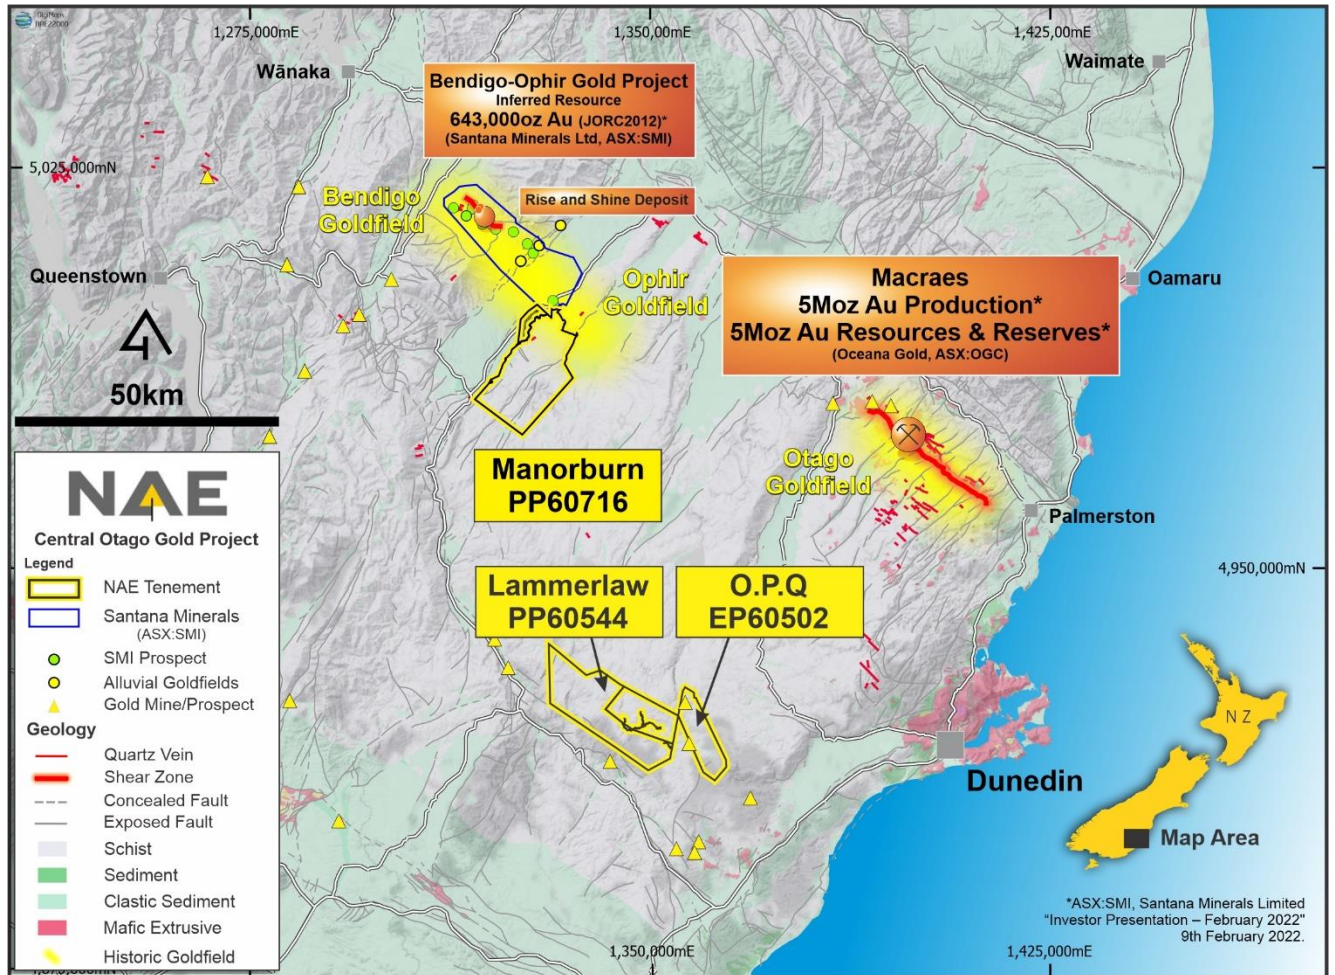 DigiMaps
1,275,000mE
1,350,00mE
1,425,00mE
Wānaka
Waimate
Bendigo-Ophir Gold Project
Inferred Resource
643,000oz Au (JORC2012)*
(Santana Minerals Ltd, ASX:SMI)
5,025,000mN
Bendigo
Goldfield
Rise and Shine Deposit
Queenstown
Ophir
Goldfield
Oamaru
Macraes
5Moz Au Production*
5Moz Au Resources & Reserves*
(Oceana Gold, ASX:OGC)
50km
Otago
Goldfield
Manorburn
PP60716
Palmerston
NAE
Central Otago Gold Project
Legend
NAE Tenement
Santana Minerals
(ASX:SMI)
SMI Prospect
Alluvial Goldfields
Gold Mine/Prospect
Geology
Quartz Vein
Shear Zone
Concealed Fault
Exposed Fault
Schist
Sediment
Clastic Sediment
Mafic Extrusive
Historic Goldfield
Lammerlaw
PP60544
O.P.Q
EP60502
4,950,000mN
Dunedin
N Z
Map Area
*ASX:SMI, Santana Minerals Limited
“Investor Presentation – February 2022"
9th February 2022.
1,350,000mE
1,425,000mE